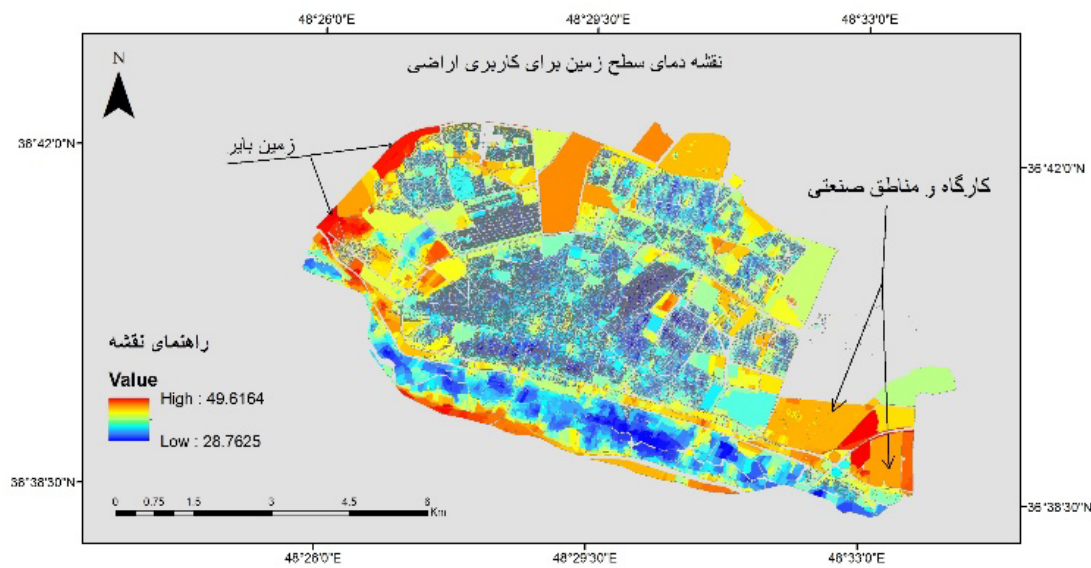 48°26'0"E
48°29'30"E
48°33'0"E
N
نقشه دمای سطح زمین برای کاربری اراضی
36°42'0"N
زمین بایر
36°42'0"N
کارگاه و مناطق صنعتی
راهنمای نقشه
Value
High : 49.6164
Low : 28.7625
36°38'30"N
0 0.75 1.5 3 4.5 6
Km
36°38'30"N
48°26'0"E
48°29'30"E
48°33'0"E